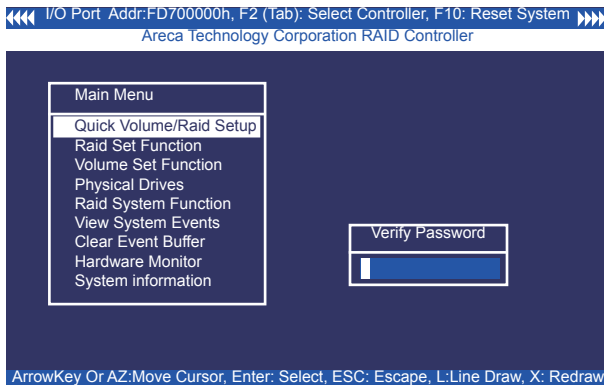 I/O Port Addr:FD700000h, F2 (Tab): Select Controller, F10: Reset System
Areca Technology Corporation RAID Controller
Main Menu
Quick Volume/Raid Setup
Raid Set Function
Volume Set Function
Physical Drives
Raid System Function
View System Events
Clear Event Buffer
Hardware Monitor
System information
Verify Password
ArrowKey Or AZ:Move Cursor, Enter: Select, ESC: Escape, L:Line Draw, X: Redraw